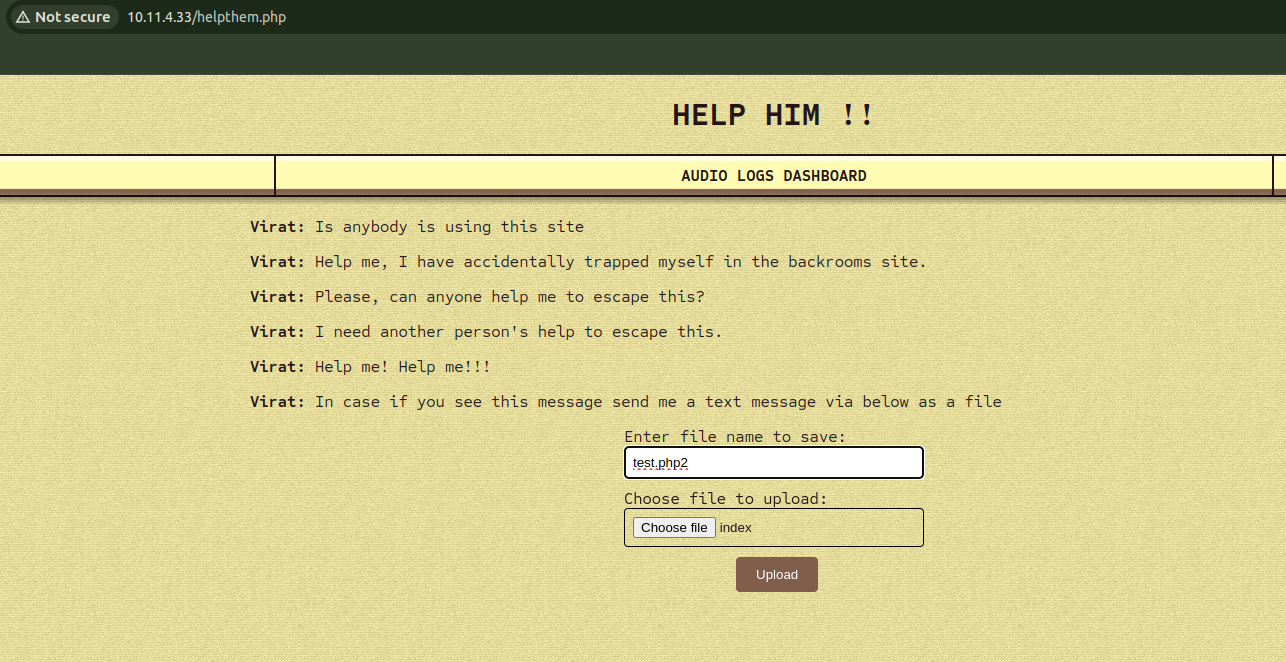 Not secure 10.11.4.33/helpthem.php
HELP HIM !!
AUDIO LOGS DASHBOARD
Virat: Is anybody is using this site
Virat: Help me, I have accidentally trapped myself in the backrooms site.
Virat: Please, can anyone help me to escape this?
Virat: I need another person's help to escape this.
Virat: Help me! Help me!!!
Virat: In case if you see this message send me a text message via below as a file
Enter file name to save:
test.php2
Choose file to upload:
Choose file index
Upload